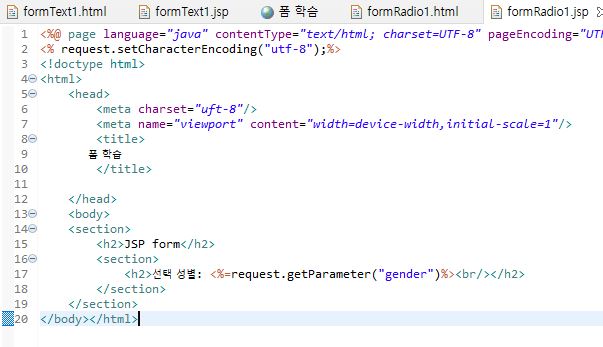 formText1.html formText1.jsp 폼 학습 formRadio1.html formRadio1.jsp
1 <%@ page language="java" contentType="text/html; charset=UTF-8" pageEncoding="UTF
2 <% request.setCharacterEncoding("utf-8");%>
3 <!doctype html>
4 <html>
5 <head>
6 <meta charset="uft-8"/>
7 <meta name="viewport" content="width=device-width,initial-scale=1"/>
8 <title>
9 폼 학습
10 </title>
11
12 </head>
13 <body>
14 <section>
15 <h2>JSP form</h2>
16 <section>
17 <h2>선택 성별: <%=request.getParameter("gender")%><br/></h2>
18 </section>
19 </section>
20 </body></html>